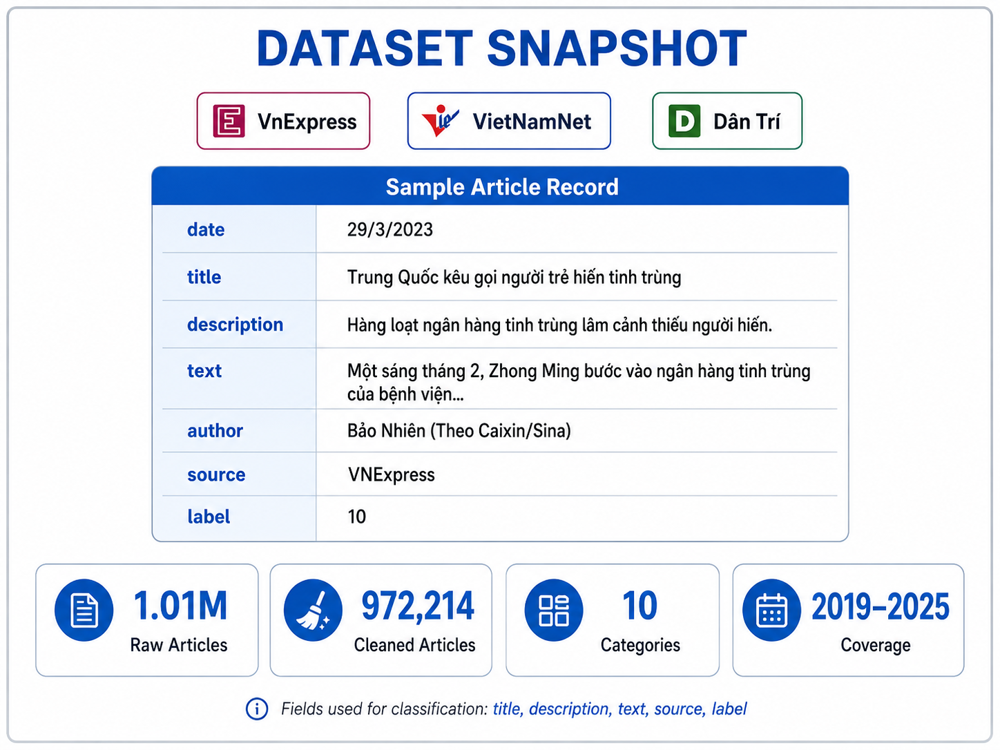 DATASET SNAPSHOT
E VnExpress
Vie VietNamNet
D Dân Trí
Sample Article Record
date 29/3/2023
title Trung Quốc kêu gọi người trẻ hiến tinh trùng
description Hàng loạt ngân hàng tinh trùng lâm cảnh thiếu người hiến.
text Một sáng tháng 2, Zhong Ming bước vào ngân hàng tinh trùng
của bệnh viện...
author Bảo Nhiên (Theo Caixin/Sina)
source VNExpress
label 10
1.01M
Raw Articles
972,214
Cleaned Articles
10
Categories
2019–2025
Coverage
Fields used for classification: title, description, text, source, label